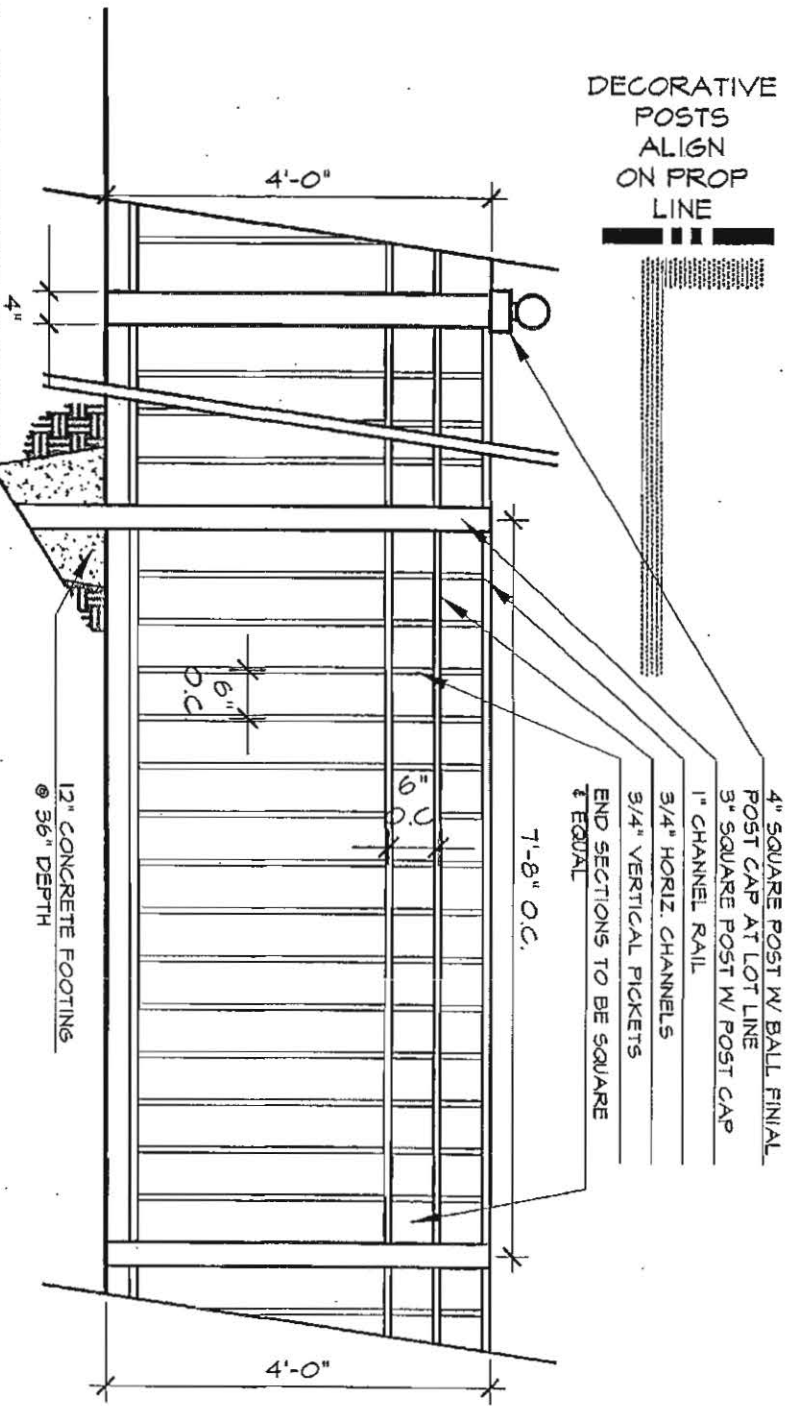 DECORATIVE
POSTS
ALIGN
ON PROP
LINE
4" SQUARE POST W/ BALL FINIAL
POST CAP AT LOT LINE
3" SQUARE POST W/ POST CAP
1" CHANNEL RAIL
3/4" HORIZ. CHANNELS
3/4" VERTICAL PICKETS
END SECTIONS TO BE SQUARE
& EQUAL
4'-0"
4"
7'-8" O.C.
6"
O.C
6"
O.C
12" CONCRETE FOOTING
@ 36" DEPTH
4'-0"